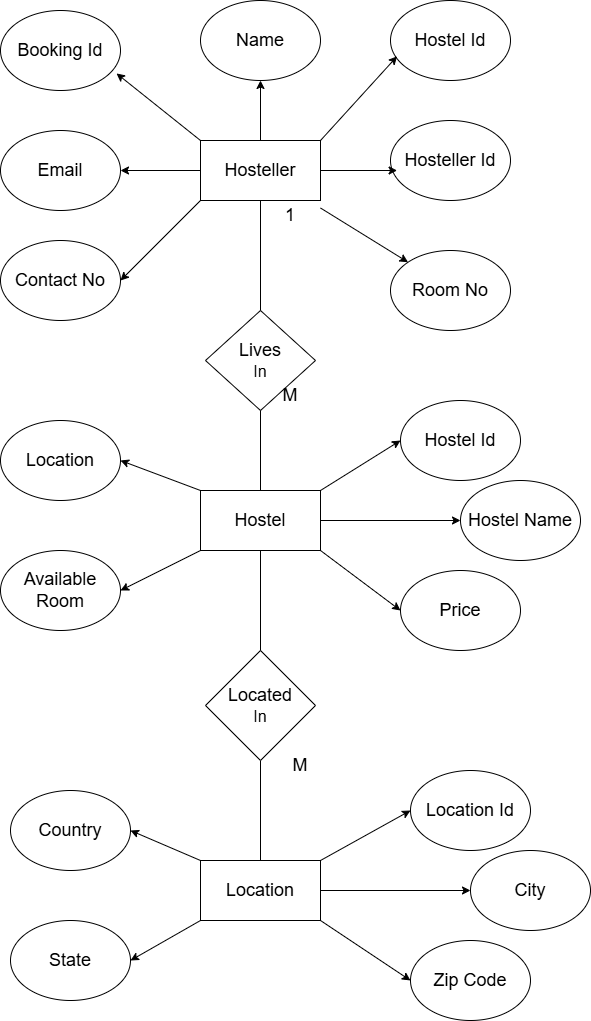 Booking Id
Name
Hostel Id
Email
Hosteller
Hosteller Id
Contact No
1
Room No
Lives
In
M
Location
Hostel Id
Hostel
Hostel Name
Available
Room
Price
Located
In
M
Country
Location Id
Location
City
State
Zip Code